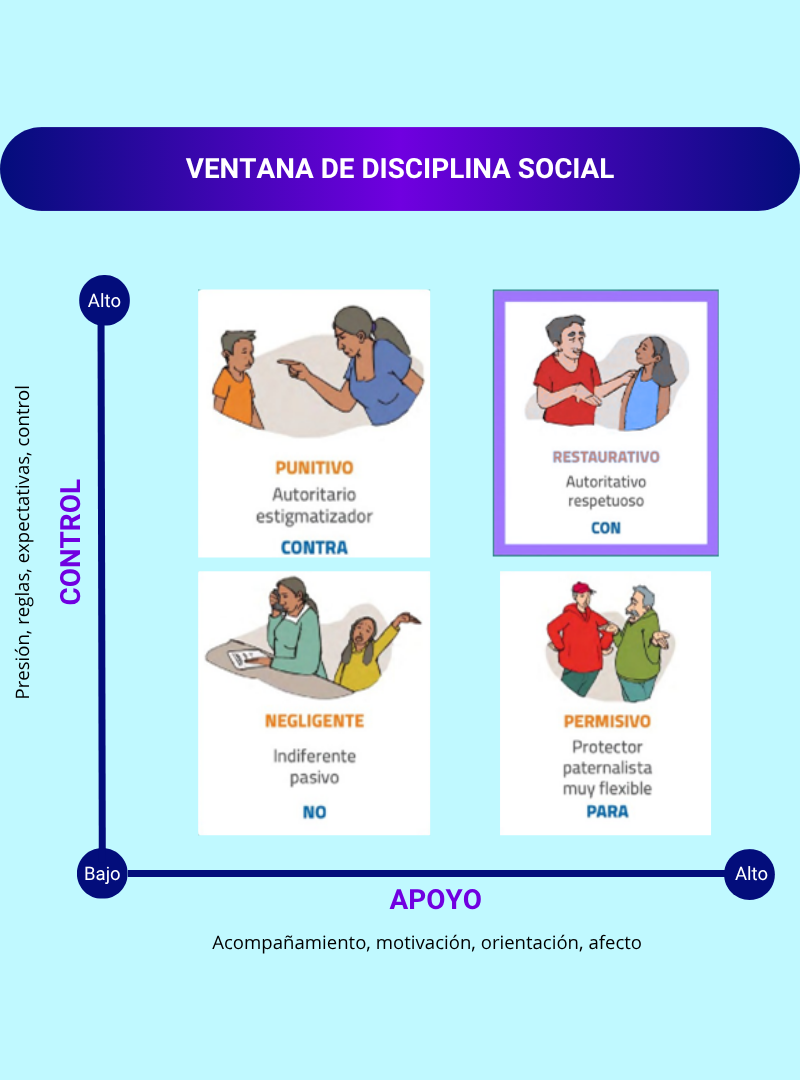 VENTANA DE DISCIPLINA SOCIAL
Alto
Presión, reglas, expectativas, control
CONTROL
PUNITIVO
Autoritario
estigmatizador
CONTRA
RESTAURATIVO
Autoritativo
respetuoso
CON
NEGLIGENTE
Indiferente
pasivo
NO
PERMISIVO
Protector
paternalista
muy flexible
PARA
Bajo
Alto
APOYO
Acompañamiento, motivación, orientación, afecto